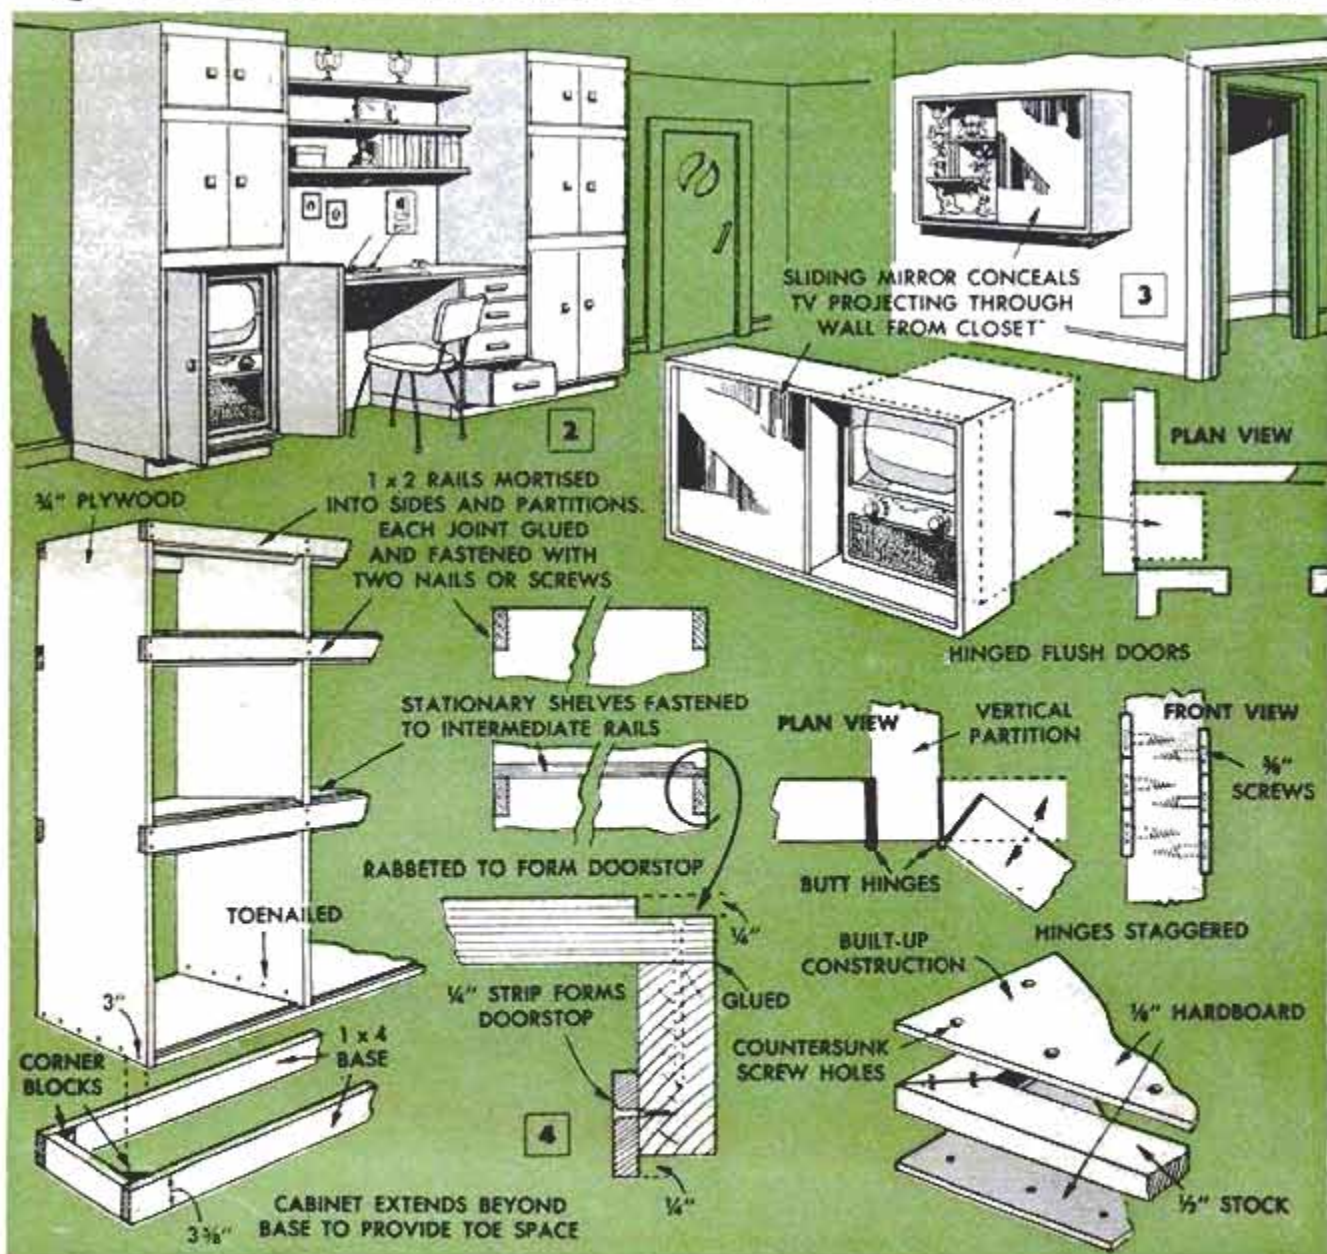 2
3
SLIDING MIRROR CONCEALS
TV PROJECTING THROUGH
WALL FROM CLOSET
PLAN VIEW
3/4" PLYWOOD
1 x 2 RAILS MORTISED
INTO SIDES AND PARTITIONS.
EACH JOINT GLUED
AND FASTENED WITH
TWO NAILS OR SCREWS
HINGED FLUSH DOORS
STATIONARY SHELVES FASTENED
TO INTERMEDIATE RAILS
PLAN VIEW
VERTICAL
PARTITION
FRONT VIEW
SCREWS
RABBETED TO FORM DOORSTOP
BUTT HINGES
HINGES STAGGERED
TOENAILED
1/4"
GLUED
1/4" STRIP FORMS
DOORSTOP
BUILT-UP
CONSTRUCTION
1/8" HARDBOARD
COUNTERSUNK
SCREW HOLES
3"
CORNER
BLOCKS
1 x 4
BASE
4
1/4"
1/2" STOCK
CABINET EXTENDS BEYOND
BASE TO PROVIDE TOE SPACE